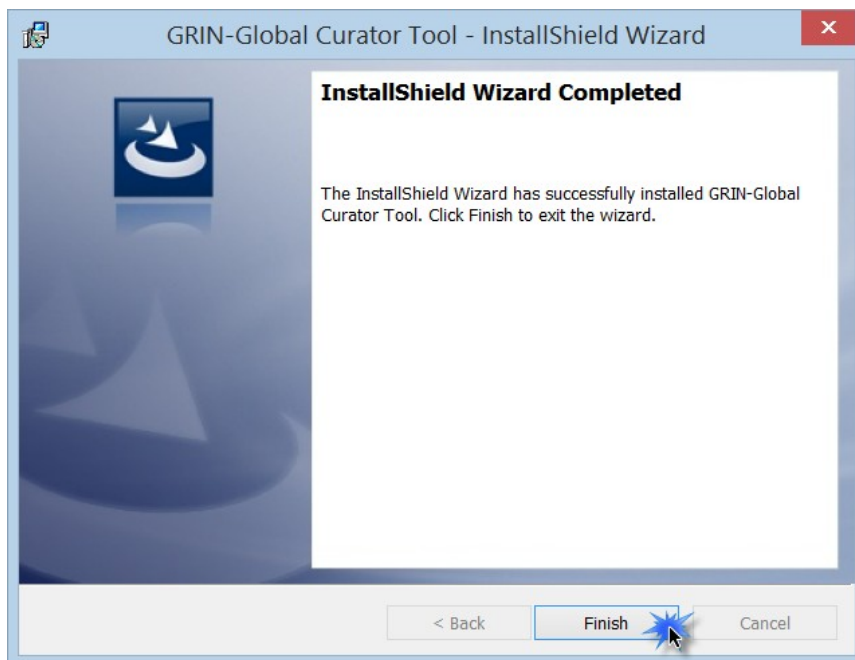 GRIN-Global Curator Tool - InstallShield Wizard
InstallShield Wizard Completed
The InstallShield Wizard has successfully installed GRIN-Global
Curator Tool. Click Finish to exit the wizard.
< Back
Finish
Cancel